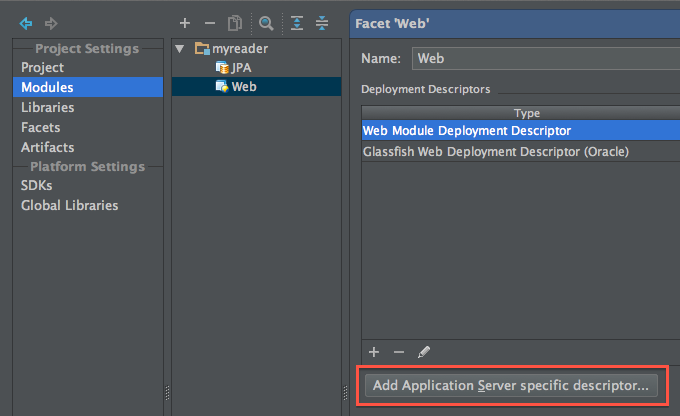 Project Settings
Project
Modules
Libraries
Facets
Artifacts
Platform Settings
SDKs
Global Libraries
myreader
JPA
Web
Facet 'Web'
Name: Web
Deployment Descriptors
Type
Web Module Deployment Descriptor
Glassfish Web Deployment Descriptor (Oracle)
Add Application Server specific descriptor...